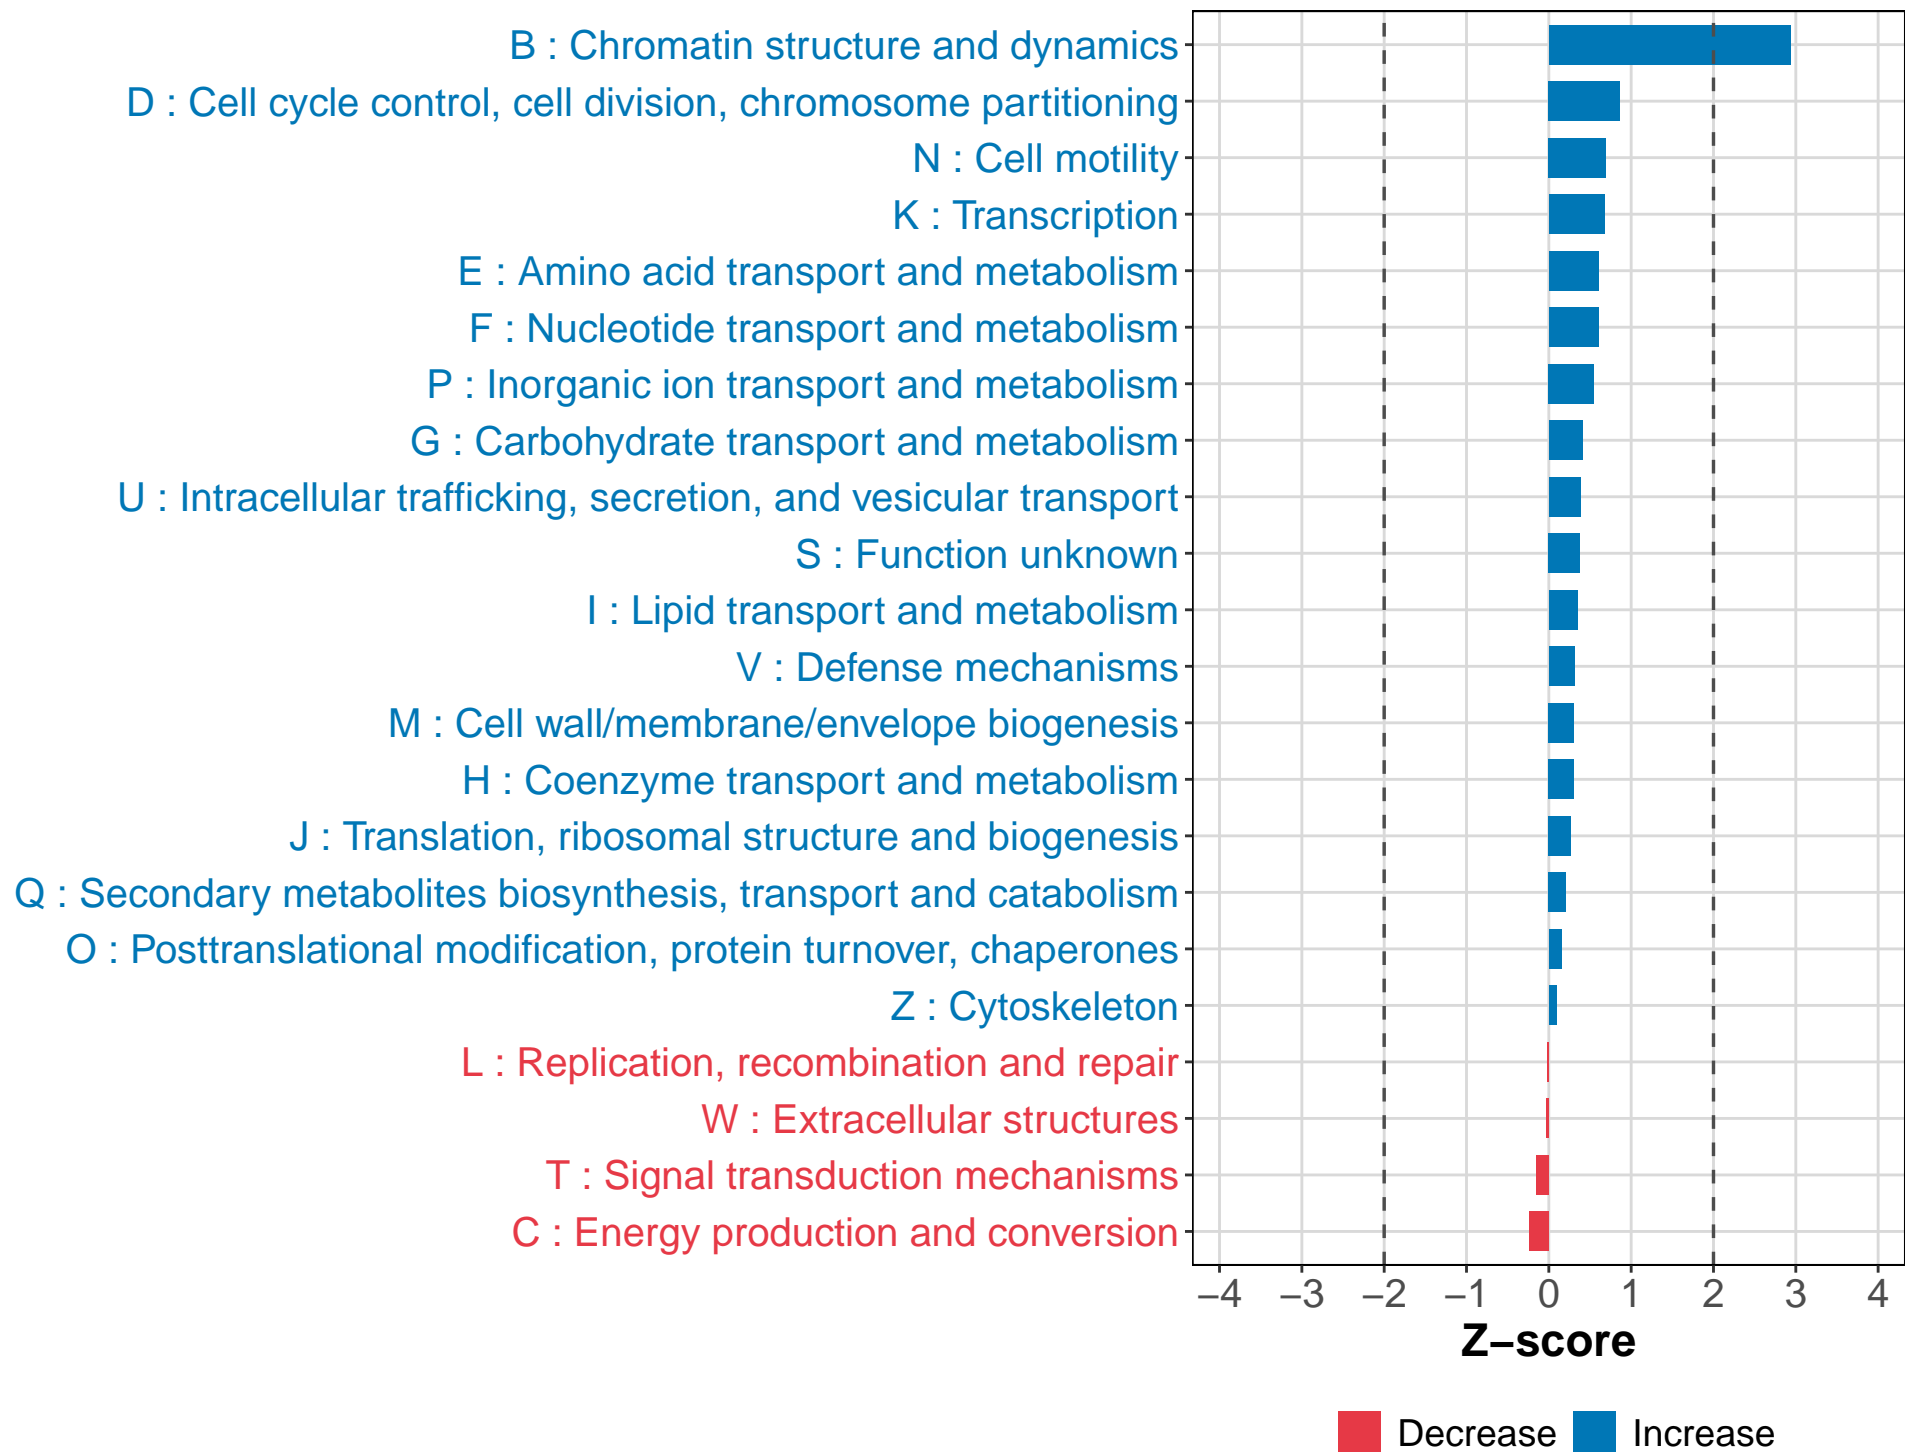 B : Chromatin structure and dynamics
D : Cell cycle control, cell division, chromosome partitioning
N : Cell motility
K : Transcription
E : Amino acid transport and metabolism
F : Nucleotide transport and metabolism
P : Inorganic ion transport and metabolism
G : Carbohydrate transport and metabolism
U : Intracellular trafficking, secretion, and vesicular transport
S : Function unknown
I : Lipid transport and metabolism
V : Defense mechanisms
M : Cell wall/membrane/envelope biogenesis
H : Coenzyme transport and metabolism
J : Translation, ribosomal structure and biogenesis
Q : Secondary metabolites biosynthesis, transport and catabolism
O : Posttranslational modification, protein turnover, chaperones
Z : Cytoskeleton
L : Replication, recombination and repair
W : Extracellular structures
T : Signal transduction mechanisms
C : Energy production and conversion
−4 −3 −2 −1 0 1 2 3 4
Z−score
Decrease Increase